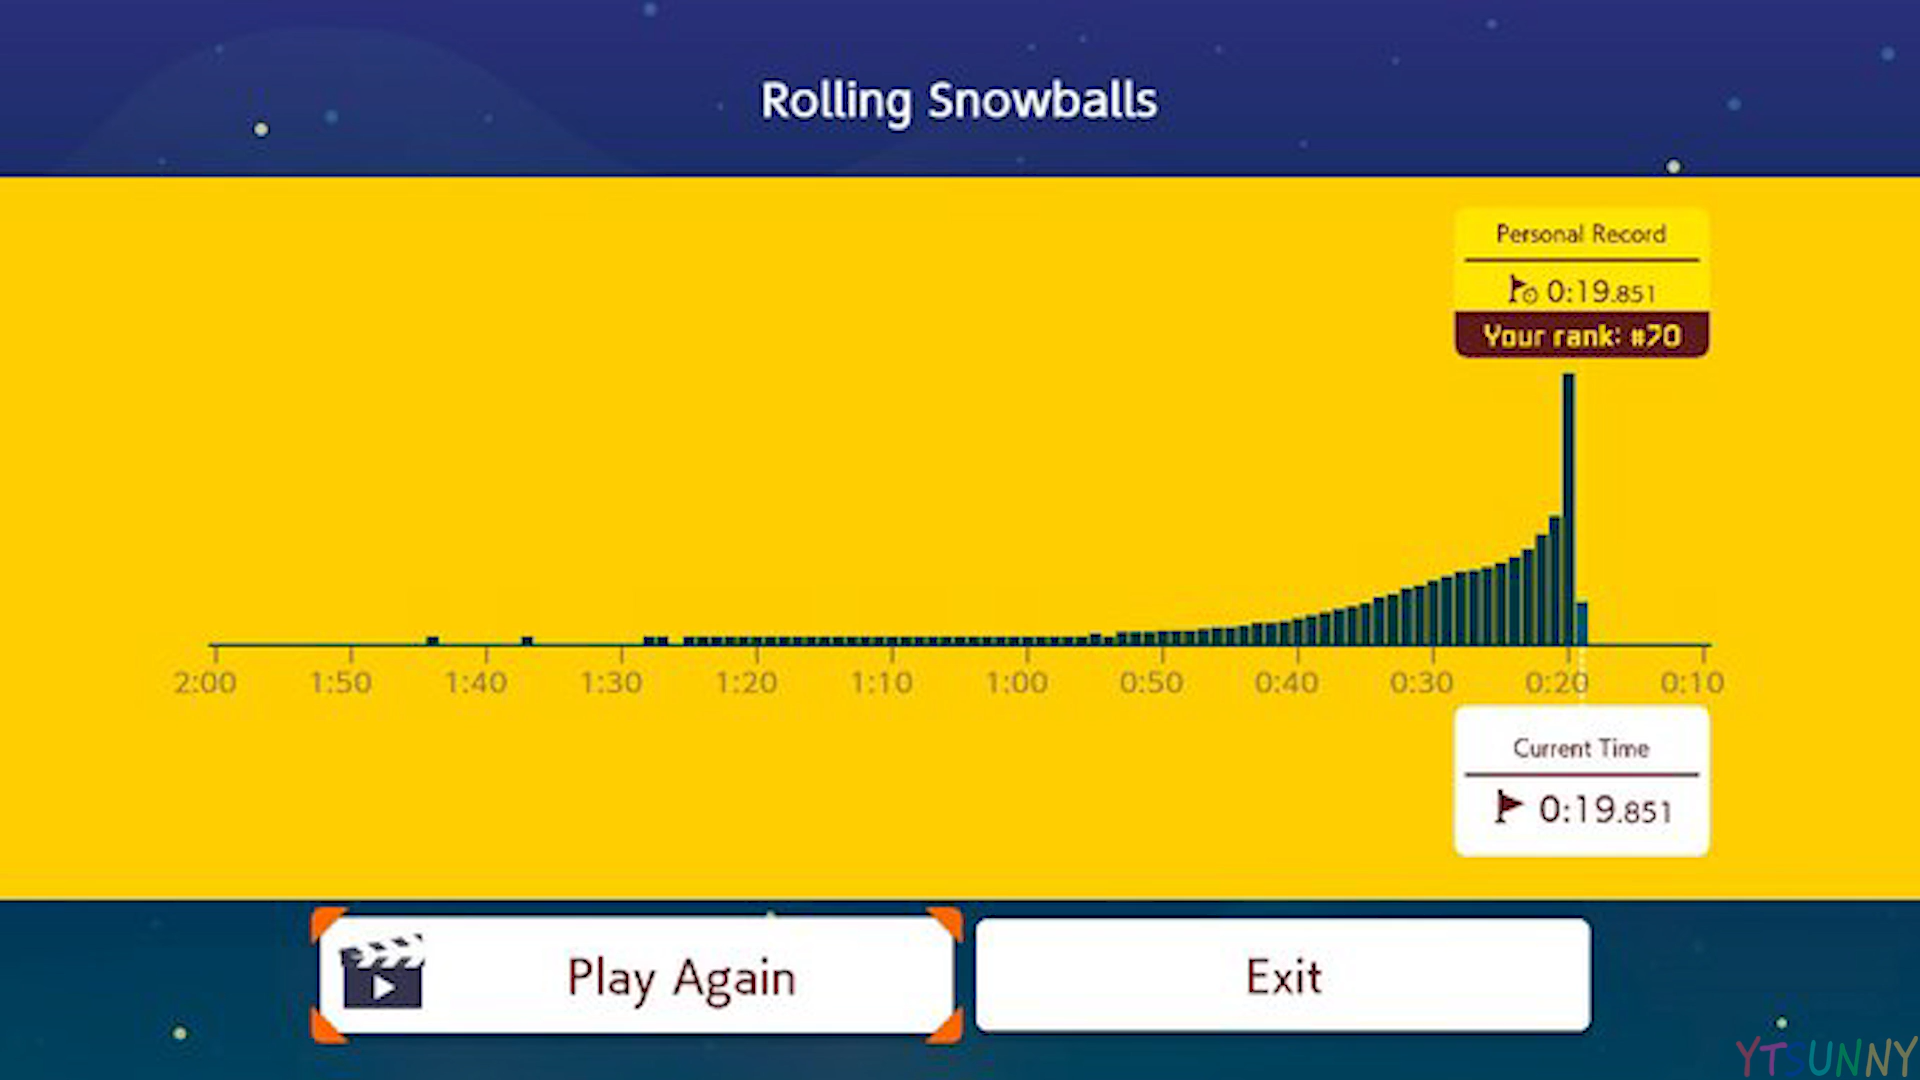 Rolling Snowballs
Personal Record
0:19.851
Your rank: #70
2:00 1:50 1:40 1:30 1:20 1:10 1:00 0:50 0:40 0:30 0:20 0:10
Current Time
0:19.851
Play Again
Exit
YTSUNNY